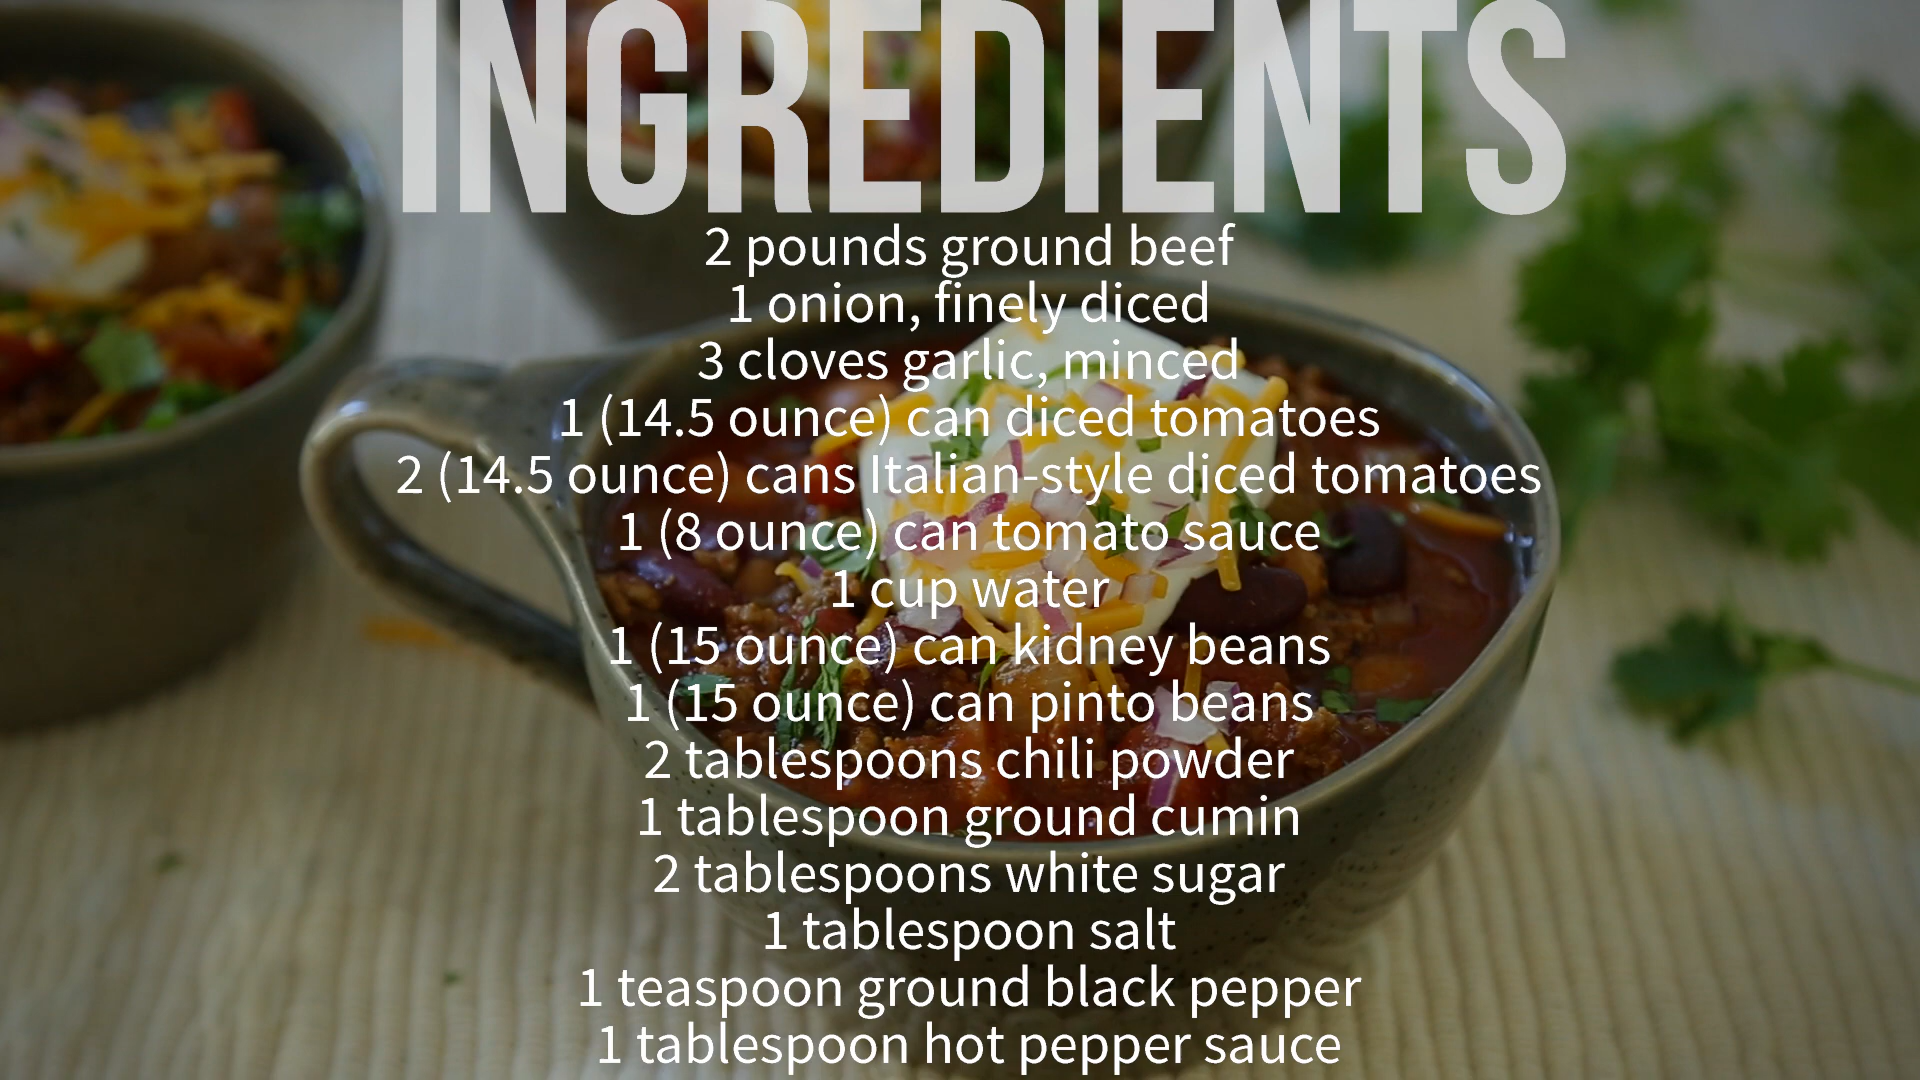 INGREDIENTS
2 pounds ground beef
1 onion, finely diced
3 cloves garlic, minced
1 (14.5 ounce) can diced tomatoes
2 (14.5 ounce) cans Italian-style diced tomatoes
1 (8 ounce) can tomato sauce
1 cup water
1 (15 ounce) can kidney beans
1 (15 ounce) can pinto beans
2 tablespoons chili powder
1 tablespoon ground cumin
2 tablespoons white sugar
1 tablespoon salt
1 teaspoon ground black pepper
1 tablespoon hot pepper sauce